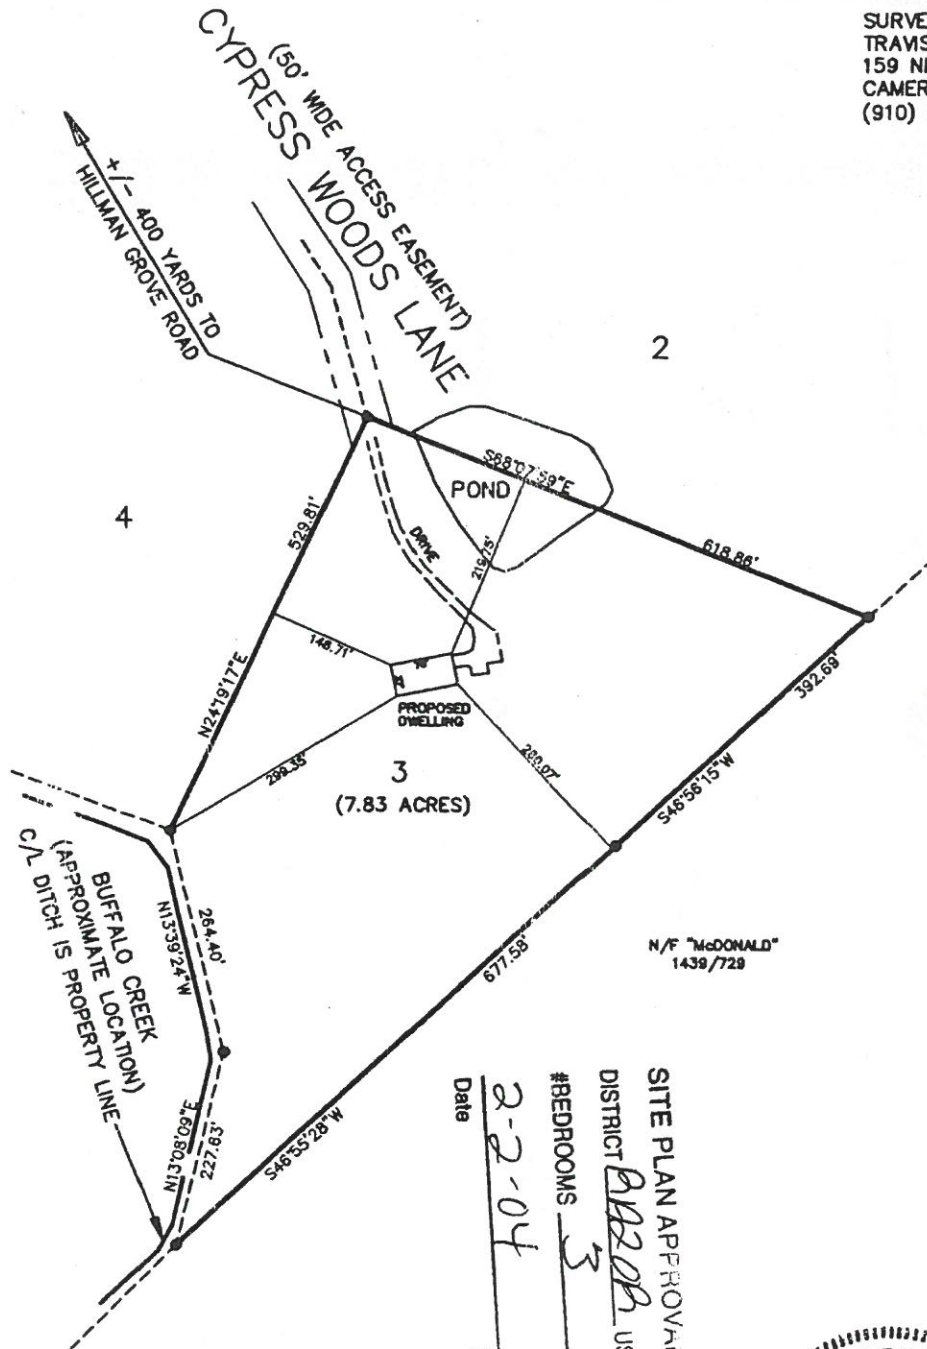 SURVE
TRAVIS
159 N
CAMER
(910)
CYPRESS WOODS LANE
(50' WIDE ACCESS EASEMENT)
+/- 400 YARDS TO
HILLMAN GROVE ROAD
2
4
S68°07'59"E
618.86'
POND
529.81'
N24°19'17"E
DRIVE
219.75'
148.71'
PROPOSED
DWELLING
299.35'
3
(7.83 ACRES)
392.69'
S46°56'15"W
N/F "McDONALD"
1439/729
BUFFALO CREEK
(APPROXIMATE LOCATION)
C/L DITCH IS PROPERTY LINE
264.40'
N13°39'24"W
N13°08'09"E
227.63'
677.58'
S46°55'28"W
SITE PLAN APPROVA
DISTRICT RA20R US
#BEDROOMS 3
2-2-04
Date